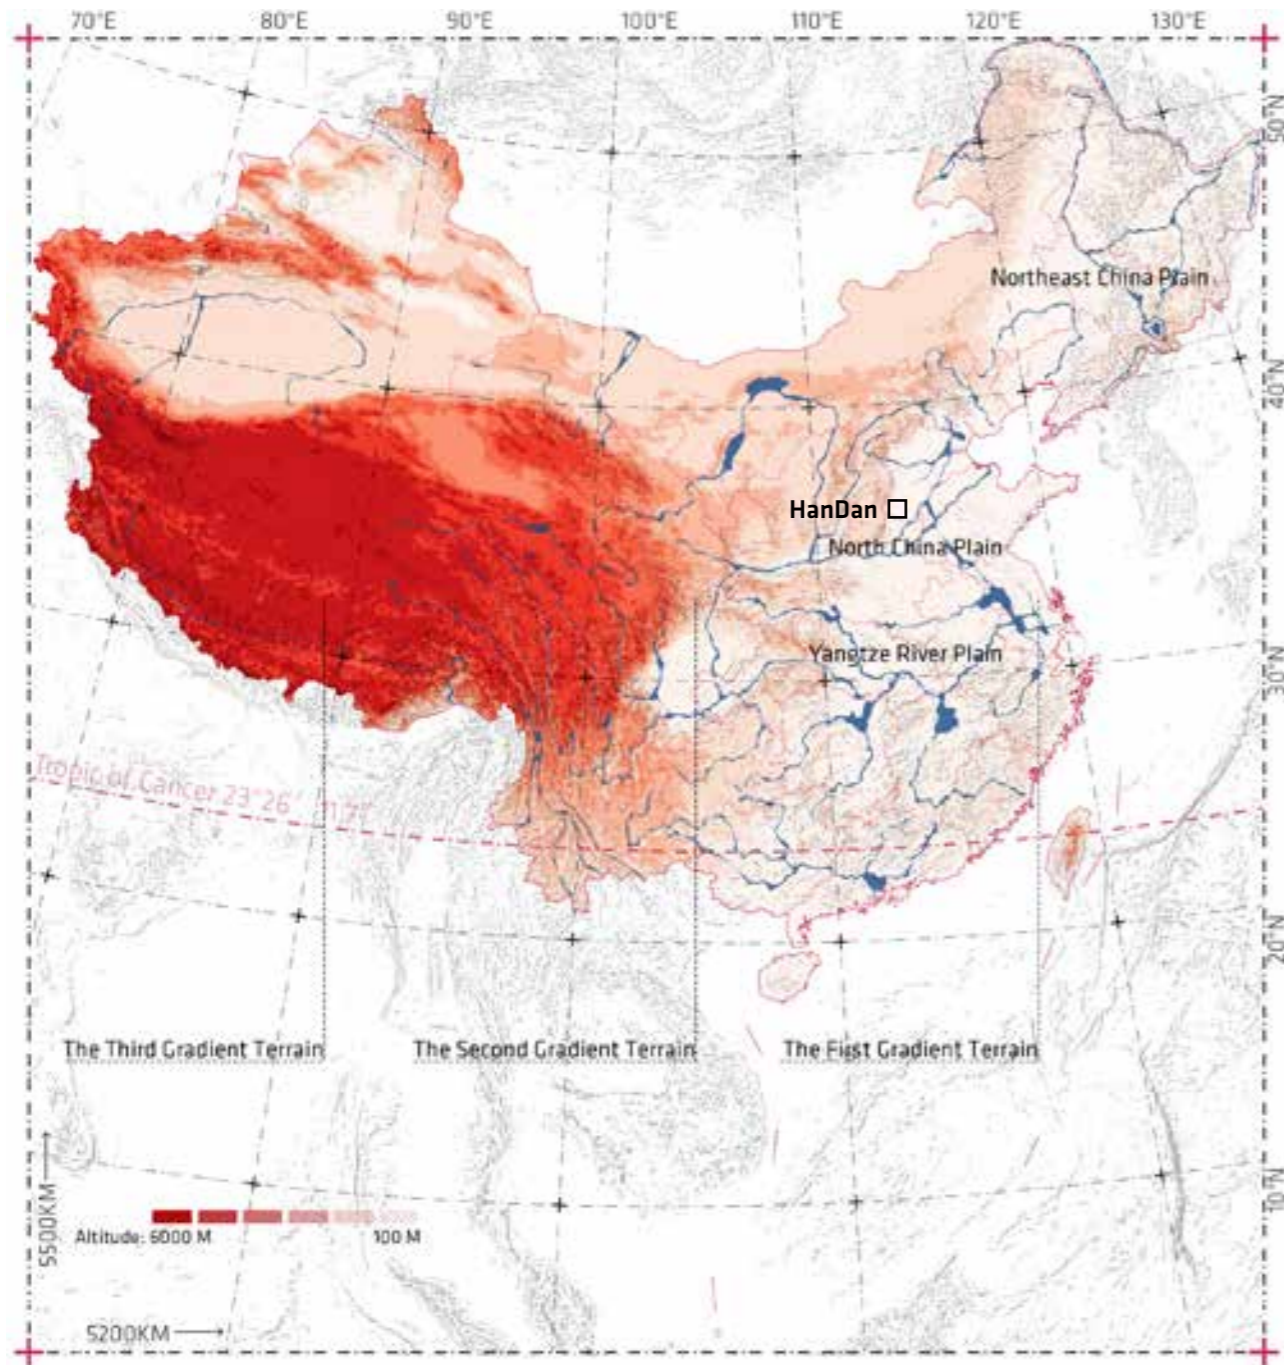 70°E 80°E 90°E 100°E 110°E 120°E 130°E
50°N
Northeast China Plain
40°N
HanDan
North China Plain
Yangtze River Plain
30°N
Tropic of Cancer 23°26'
20°N
The Third Gradient Terrain
The Second Gradient Terrain
The First Gradient Terrain
10°N
5500KM
Altitude: 6000 M
100 M
5200KM